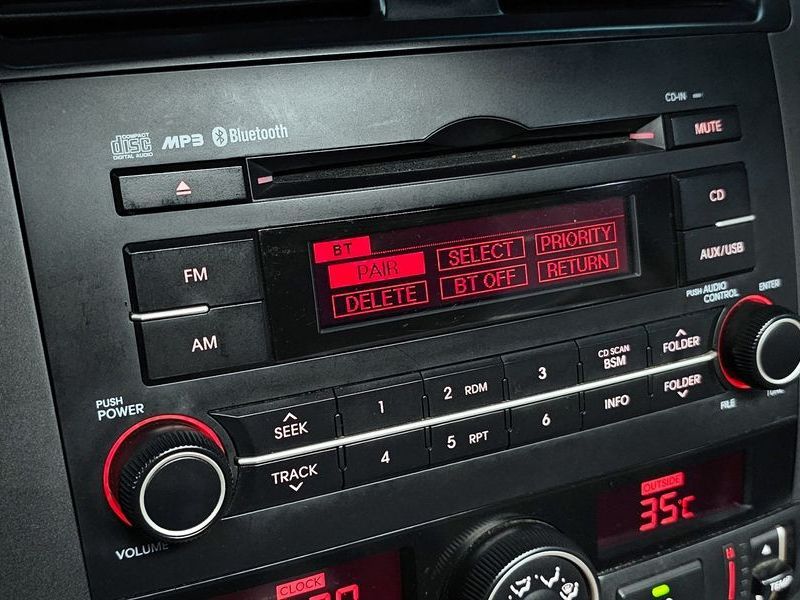 CD-IN
COMPACT
disc
DIGITAL AUDIO
MP3
Bluetooth
MUTE
CD
AUX/USB
FM
AM
BT
PAIR
SELECT
PRIORITY
DELETE
BT OFF
RETURN
PUSH AUDIO
CONTROL
ENTER
PUSH
POWER
SEEK
1
2 RDM
3
CD SCAN
BSM
FOLDER
TRACK
4
5 RPT
6
INFO
FOLDER
FILE
TUNE
VOLUME
OUTSIDE
35°C
CLOCK
TEMP